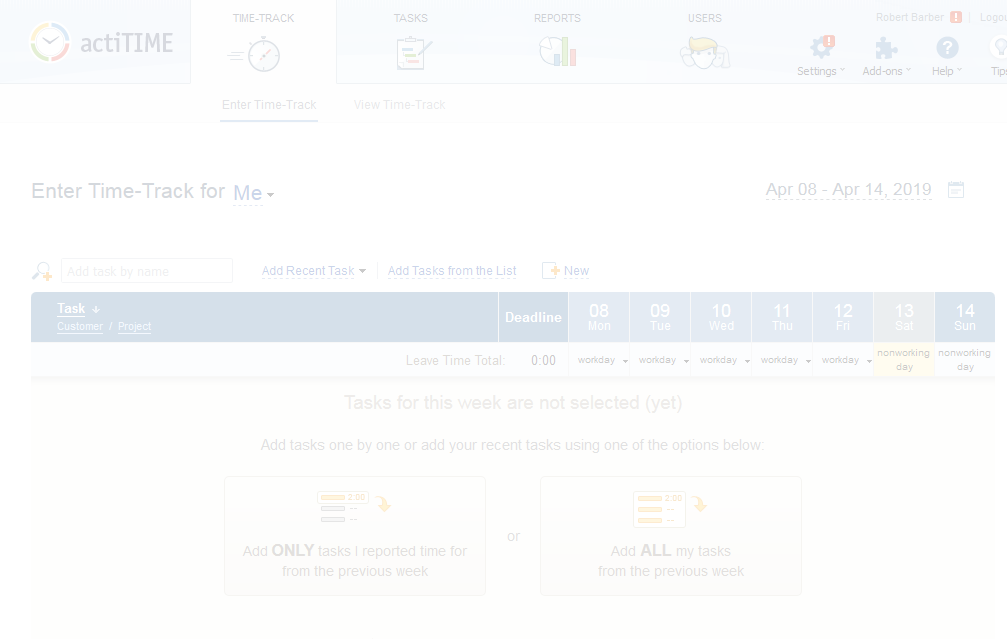 actiTIME
TIME-TRACK
TASKS
REPORTS
USERS
Robert Barber ! | Logou
Settings
Add-ons
Help
Tips
Enter Time-Track
View Time-Track
Enter Time-Track for Me
Apr 08 - Apr 14, 2019
Add task by name
Add Recent Task
Add Tasks from the List
New
Task
Customer / Project
Deadline
08 Mon
09 Tue
10 Wed
11 Thu
12 Fri
13 Sat
14 Sun
Leave Time Total: 0:00
workday
workday
workday
workday
workday
nonworking day
nonworking day
Tasks for this week are not selected (yet)
Add tasks one by one or add your recent tasks using one of the options below:
2:00
--
--
Add ONLY tasks I reported time for
from the previous week
or
2:00
--
--
Add ALL my tasks
from the previous week